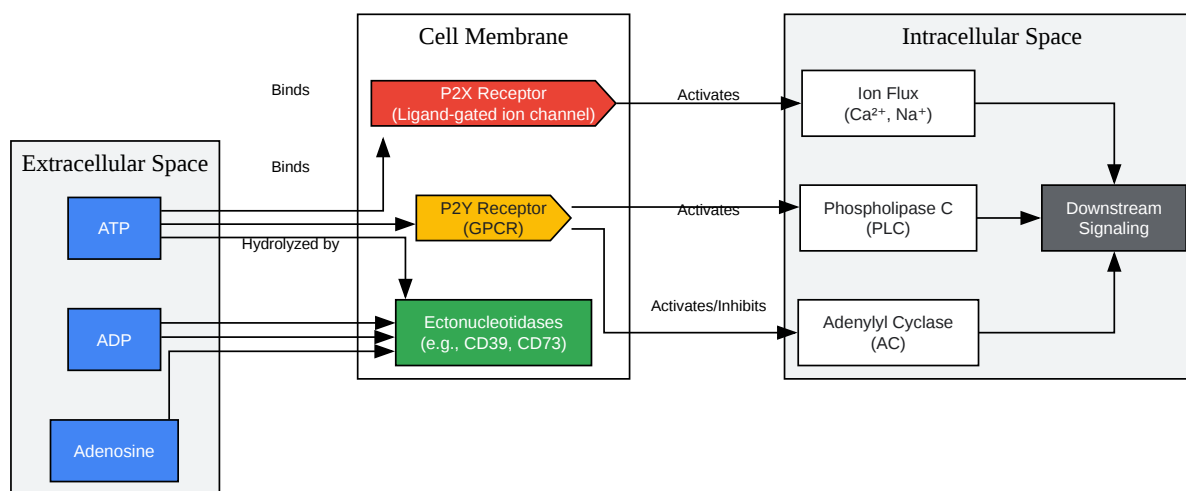 Cell Membrane
Intracellular Space
P2X Receptor
(Ligand-gated ion channel)
Binds
Activates
Ion Flux
(Ca²⁺, Na⁺)
Extracellular Space
Binds
ATP
P2Y Receptor
(GPCR)
Activates
Phospholipase C
(PLC)
Downstream
Signaling
Hydrolyzed by
ADP
Ectonucleotidases
(e.g., CD39, CD73)
Activates/Inhibits
Adenylyl Cyclase
(AC)
Adenosine